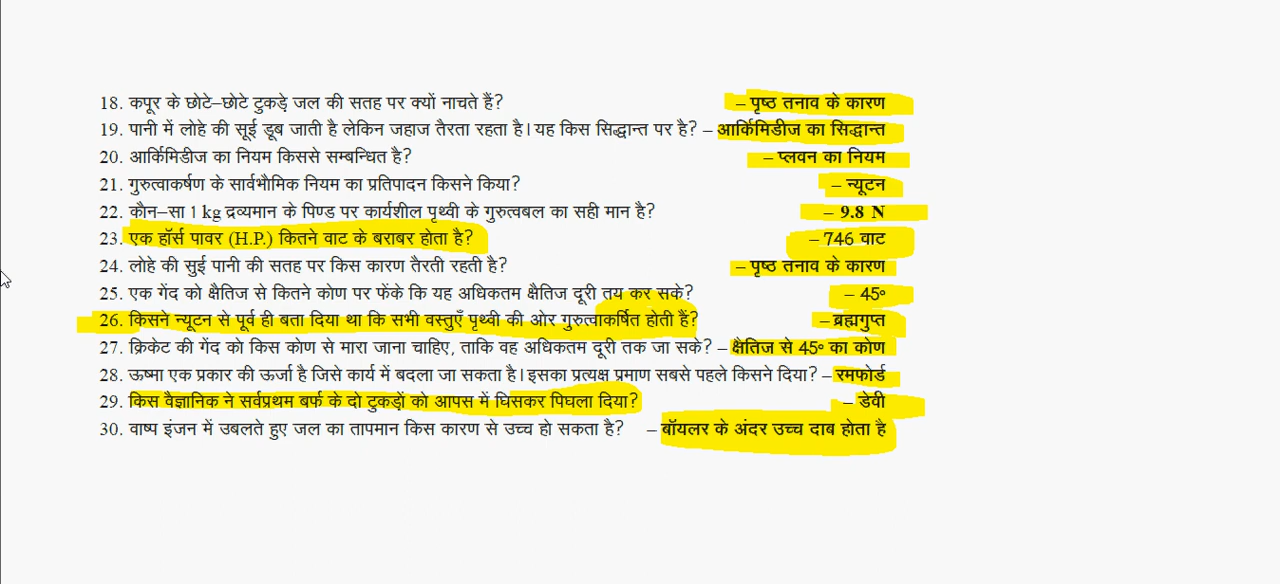 18. कपूर के छोटे–छोटे टुकड़े जल की सतह पर क्यों नाचते हैं? – पृष्ठ तनाव के कारण
19. पानी में लोहे की सूई डूब जाती है लेकिन जहाज तैरता रहता है। यह किस सिद्धान्त पर है? – आर्किमिडीज का सिद्धान्त
20. आर्किमिडीज का नियम किससे सम्बन्धित है? – प्लवन का नियम
21. गुरुत्वाकर्षण के सार्वभौमिक नियम का प्रतिपादन किसने किया? – न्यूटन
22. कौन–सा 1 kg द्रव्यमान के पिण्ड पर कार्यशील पृथ्वी के गुरुत्वबल का सही मान है? – 9.8 N
23. एक हॉर्स पावर (H.P.) कितने वाट के बराबर होता है? – 746 वाट
24. लोहे की सुई पानी की सतह पर किस कारण तैरती रहती है? – पृष्ठ तनाव के कारण
25. एक गेंद को क्षैतिज से कितने कोण पर फेंके कि यह अधिकतम क्षैतिज दूरी तय कर सके? – 45°
26. किसने न्यूटन से पूर्व ही बता दिया था कि सभी वस्तुएँ पृथ्वी की ओर गुरुत्वाकर्षित होती हैं? – ब्रह्मगुप्त
27. क्रिकेट की गेंद को किस कोण से मारा जाना चाहिए, ताकि वह अधिकतम दूरी तक जा सके? – क्षैतिज से 45° का कोण
28. ऊष्मा एक प्रकार की ऊर्जा है जिसे कार्य में बदला जा सकता है। इसका प्रत्यक्ष प्रमाण सबसे पहले किसने दिया? – रमफोर्ड
29. किस वैज्ञानिक ने सर्वप्रथम बर्फ के दो टुकड़ों को आपस में घिसकर पिघला दिया? – डेवी
30. वाष्प इंजन में उबलते हुए जल का तापमान किस कारण से उच्च हो सकता है? – बॉयलर के अंदर उच्च दाब होता है